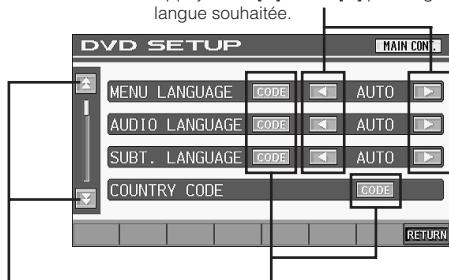 langue souhaitée.
DVD SETUP
MAIN CONT.
MENU LANGUAGE CODE AUTO
AUDIO LANGUAGE CODE AUTO
SUBT. LANGUAGE CODE AUTO
COUNTRY CODE CODE
RETURN